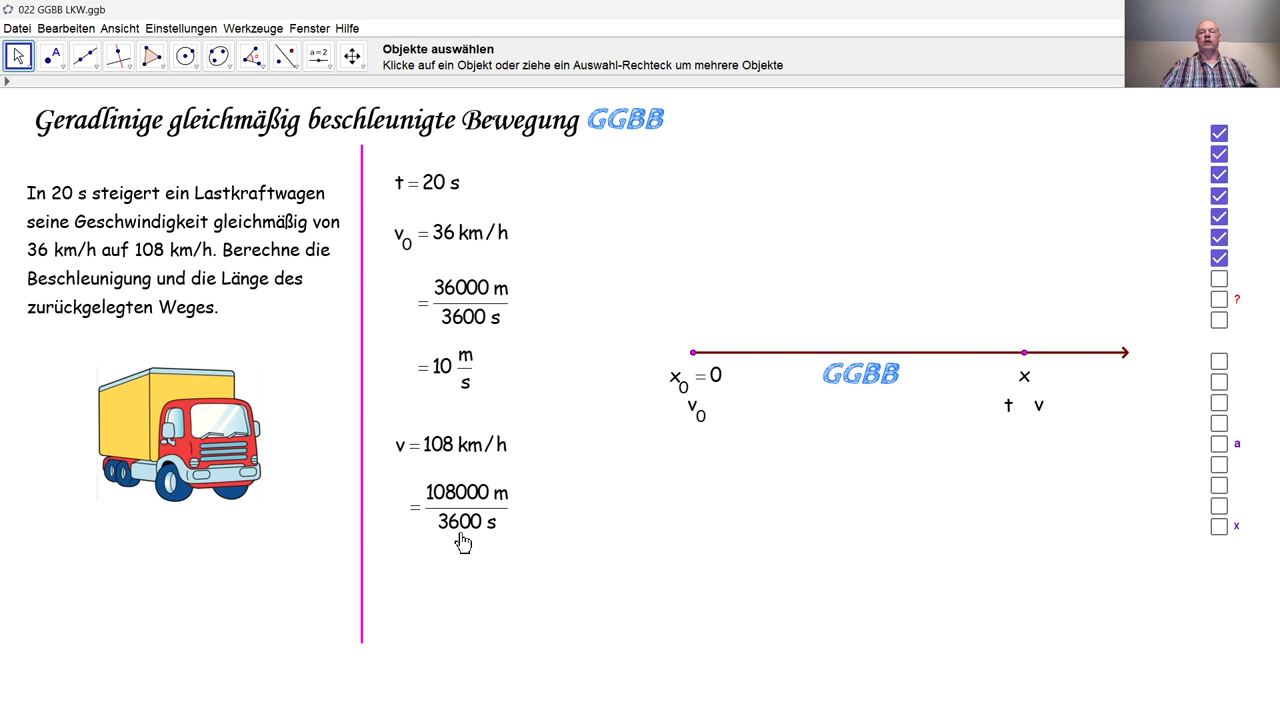 022 GGBB LKW.ggb
Datei Bearbeiten Ansicht Einstellungen Werkzeuge Fenster Hilfe
A
a=2
Objekte auswählen
Klicke auf ein Objekt oder ziehe ein Auswahl-Rechteck um mehrere Objekte
Geradlinige gleichmäßig beschleunigte Bewegung GGBB
In 20 s steigert ein Lastkraftwagen
seine Geschwindigkeit gleichmäßig von
36 km/h auf 108 km/h. Berechne die
Beschleunigung und die Länge des
zurückgelegten Weges.
t = 20 s
v0 = 36 km/h
= 36000 m
3600 s
= 10 m
s
v = 108 km/h
= 108000 m
3600 s
x0 = 0
v0
GGBB
x
t v
?
a
x